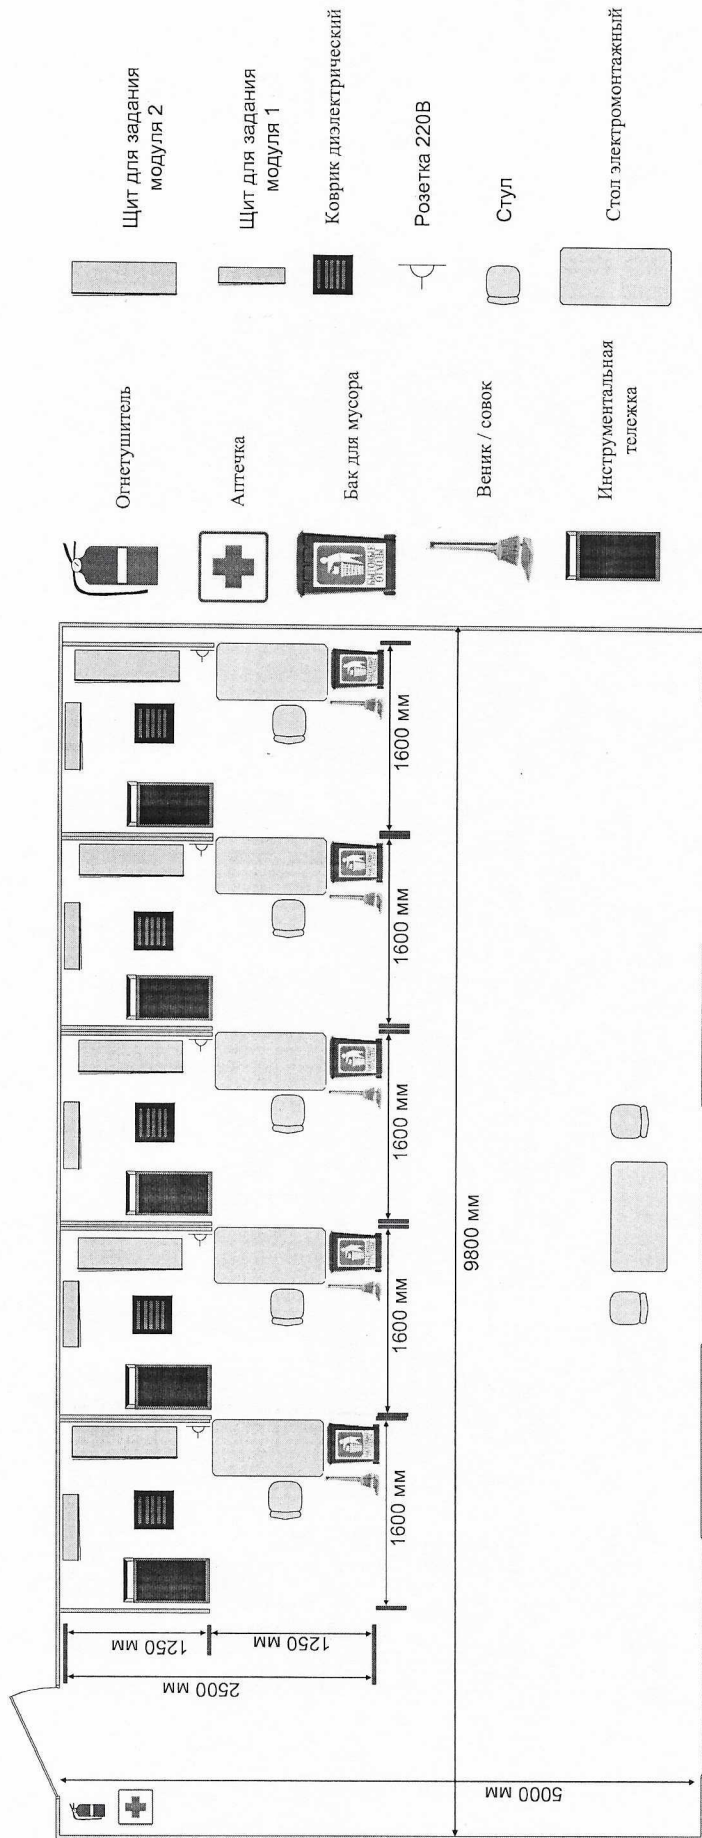 Щит для задания
модуля 2
Щит для задания
модуля 1
Коврик диэлектрический
Розетка 220В
Стул
Стол электромонтажный
Огнетушитель
Аптечка
Бак для мусора
БЫТОВЫЕ
ОТХОДЫ
Веник / совок
Инструментальная
тележка
1600 мм
1600 мм
1600 мм
1600 мм
1600 мм
9800 мм
1250 мм
1250 мм
2500 мм
5000 мм